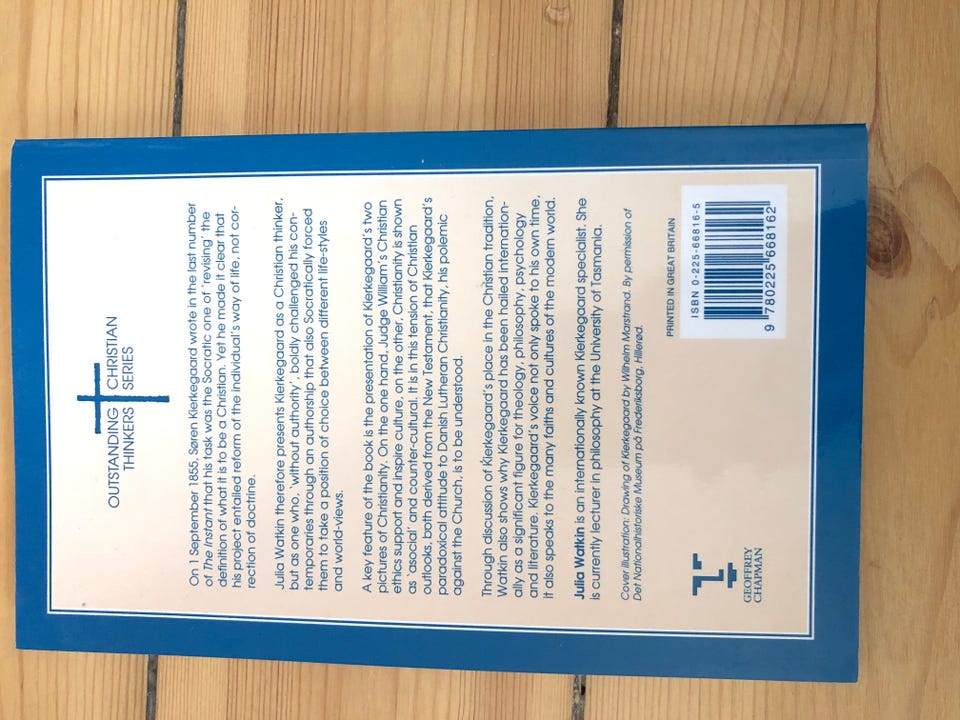 OUTSTANDING CHRISTIAN
THINKERS SERIES
On 1 September 1855, Søren Kierkegaard wrote in the last number
of The Instant that his task was the Socratic one of 'revising' the
definition of what it is to be a Christian. Yet he made it clear that
his project entailed reform of the individual's way of life, not cor-
rection of doctrine.
Julia Watkin therefore presents Kierkegaard as a Christian thinker,
but as one who, 'without authority', boldly challenged his con-
temporaries through an authorship that also Socratically forced
them to take a position of choice between different life-styles
and world-views.
A key feature of the book is the presentation of Kierkegaard's two
pictures of Christianity. On the one hand, Judge William's Christian
ethics support and inspire culture, on the other, Christianity is shown
as 'asocial' and counter-cultural. It is in this tension of Christian
outlooks, both derived from the New Testament, that Kierkegaard's
paradoxical attitude to Danish Lutheran Christianity, his polemic
against the Church, is to be understood.
Through discussion of Kierkegaard's place in the Christian tradition,
Watkin also shows why Kierkegaard has been hailed internation-
ally as a significant figure for theology, philosophy, psychology
and literature. Kierkegaard's voice not only spoke to his own time,
it also speaks to the many faiths and cultures of the modern world.
Julia Watkin is an internationally known Kierkegaard specialist. She
is currently lecturer in philosophy at the University of Tasmania.
Cover illustration: Drawing of Kierkegaard by Wilhelm Marstrand. By permission of
Det Nationalhistoriske Museum på Frederiksborg, Hillerød.
GEOFFREY
CHAPMAN
PRINTED IN GREAT BRITAIN
ISBN 0-225-66816-5
9 780225 668162